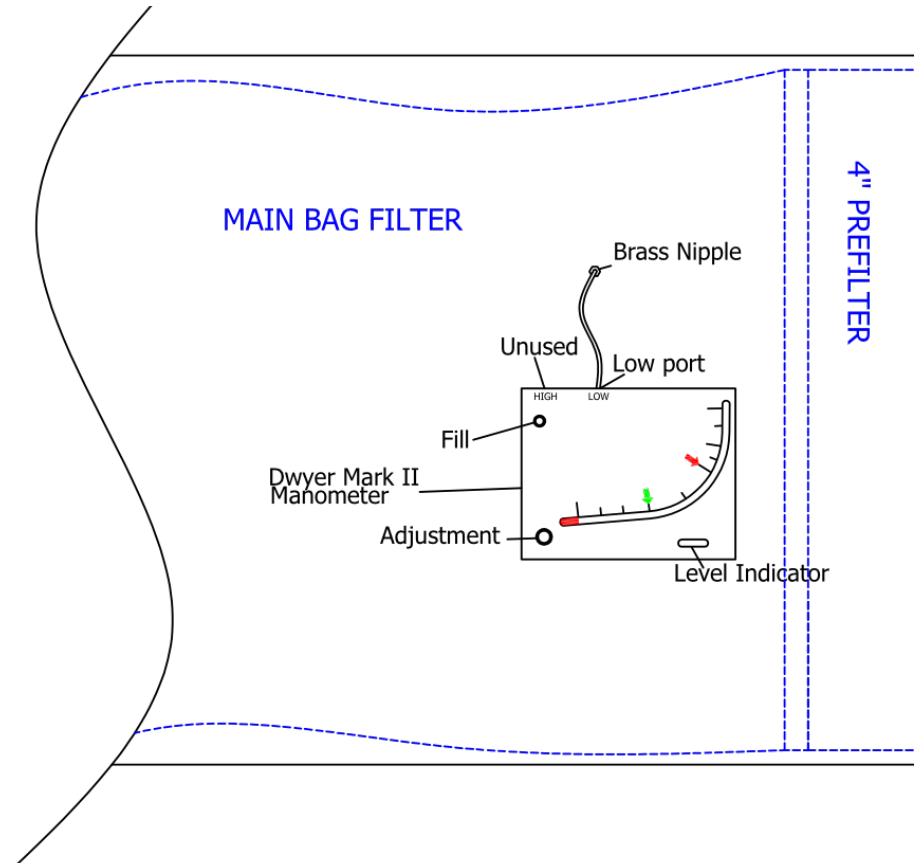 MAIN BAG FILTER
4" PREFILTER
Brass Nipple
Unused
Low port
HIGH
LOW
Fill
Dwyer Mark II
Manometer
Adjustment
Level Indicator